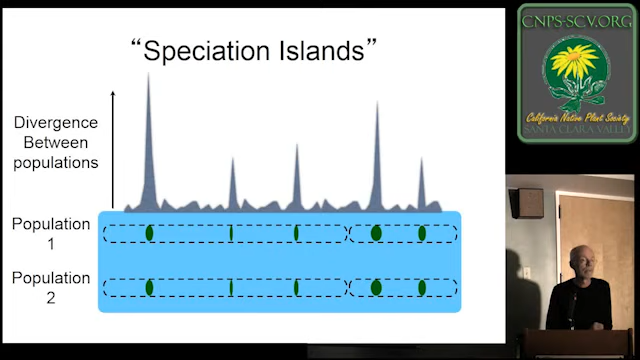 “Speciation Islands”
Divergence
Between
populations
Population
1
Population
2
CNPS-SCV.ORG
California Native Plant Society
SANTA CLARA VALLEY